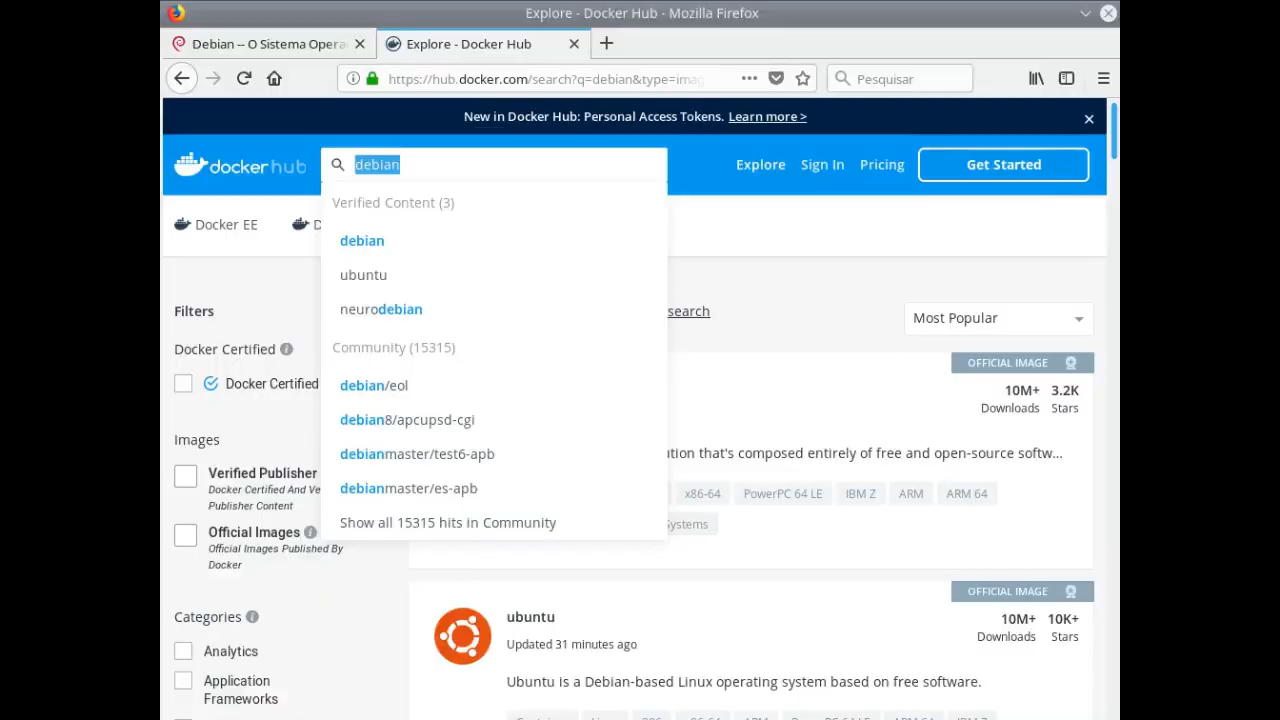 Explore - Docker Hub - Mozilla Firefox
Debian -- O Sistema Opera
Explore - Docker Hub
https://hub.docker.com/search?q=debian&type=imag
Pesquisar
New in Docker Hub: Personal Access Tokens. Learn more >
dockerhub
debian
Explore
Sign In
Pricing
Get Started
Docker EE
D
Verified Content (3)
debian
ubuntu
neurodebian
Community (15315)
debian/eol
debian8/apcupsd-cgi
debianmaster/test6-apb
debianmaster/es-apb
Show all 15315 hits in Community
Filters
Docker Certified
Docker Certified
Images
Verified Publisher
Docker Certified And Ve
Publisher Content
Official Images
Official Images Published By
Docker
Categories
Analytics
Application
Frameworks
search
Most Popular
OFFICIAL IMAGE
10M+ 3.2K
Downloads Stars
ution that's composed entirely of free and open-source softw...
x86-64
PowerPC 64 LE
IBM Z
ARM
ARM 64
Systems
OFFICIAL IMAGE
ubuntu
10M+ 10K+
Downloads Stars
Updated 31 minutes ago
Ubuntu is a Debian-based Linux operating system based on free software.